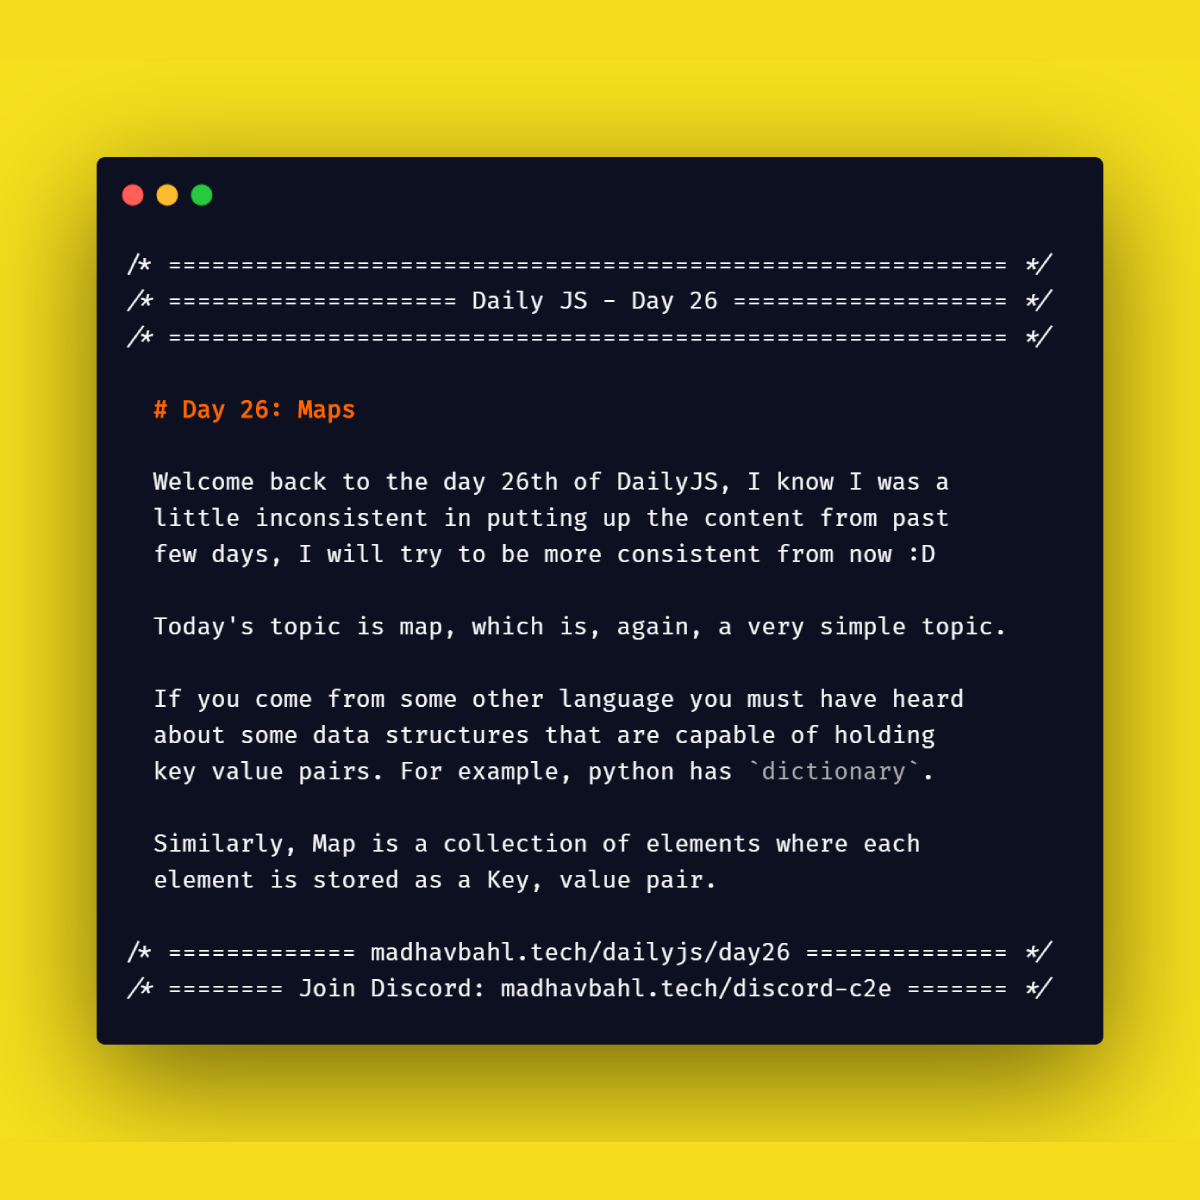 /* ========================================================== */
/* ==================== Daily JS - Day 26 =================== */
/* ========================================================== */
# Day 26: Maps
Welcome back to the day 26th of DailyJS, I know I was a
little inconsistent in putting up the content from past
few days, I will try to be more consistent from now :D
Today's topic is map, which is, again, a very simple topic.
If you come from some other language you must have heard
about some data structures that are capable of holding
key value pairs. For example, python has `dictionary`.
Similarly, Map is a collection of elements where each
element is stored as a Key, value pair.
/* ============= madhavbahl.tech/dailyjs/day26 ============== */
/* ======== Join Discord: madhavbahl.tech/discord-c2e ======= */